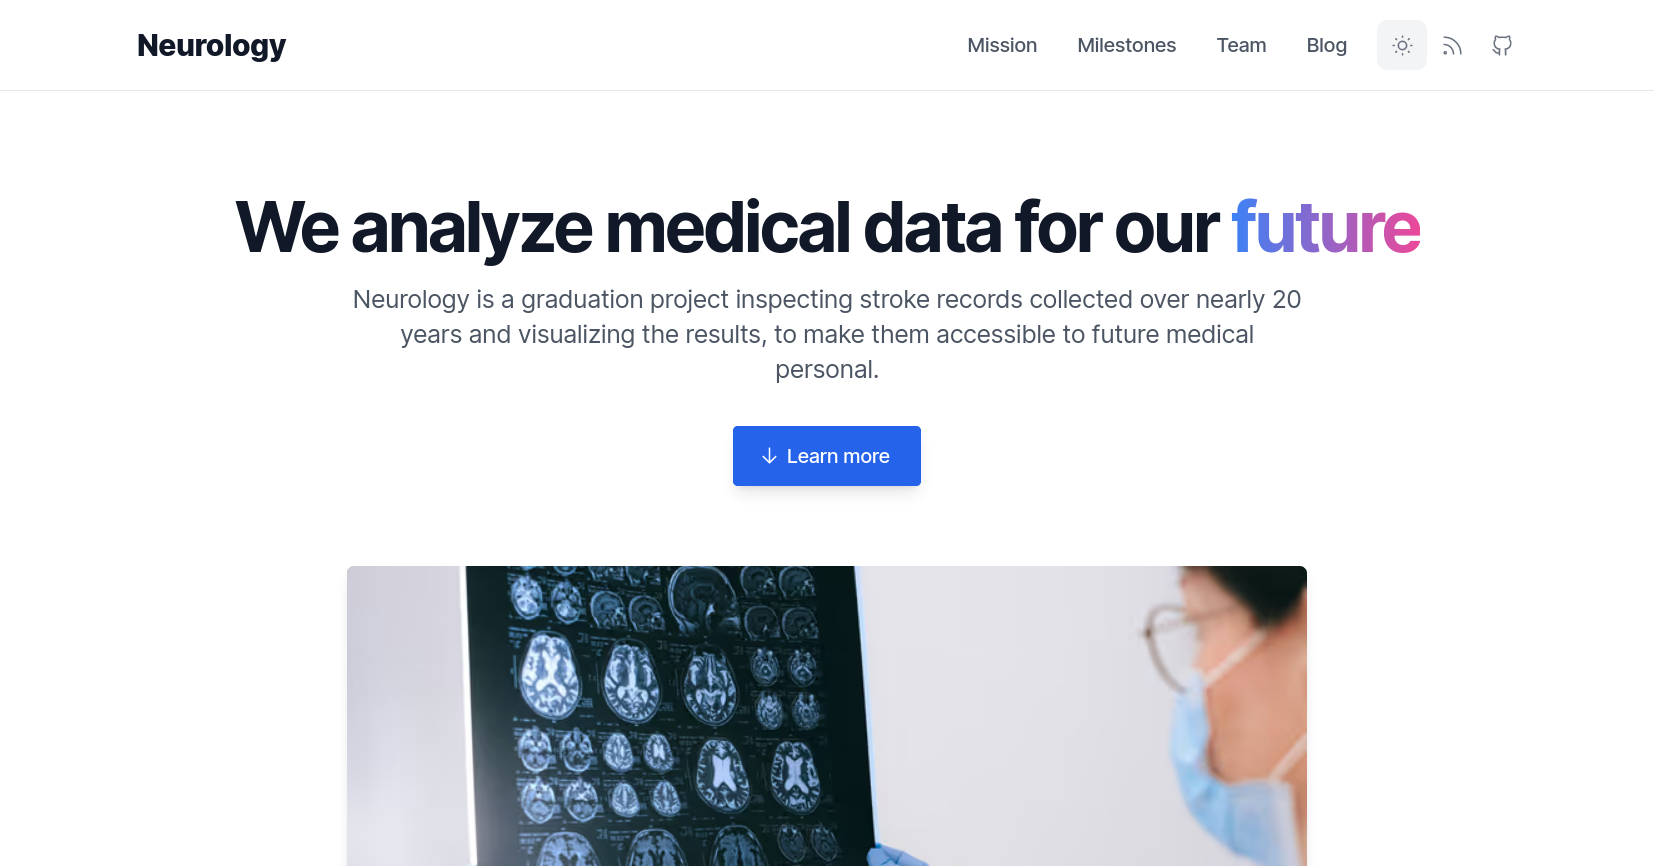 Neurology
Mission
Milestones
Team
Blog
We analyze medical data for our future
Neurology is a graduation project inspecting stroke records collected over nearly 20
years and visualizing the results, to make them accessible to future medical
personal.
Learn more